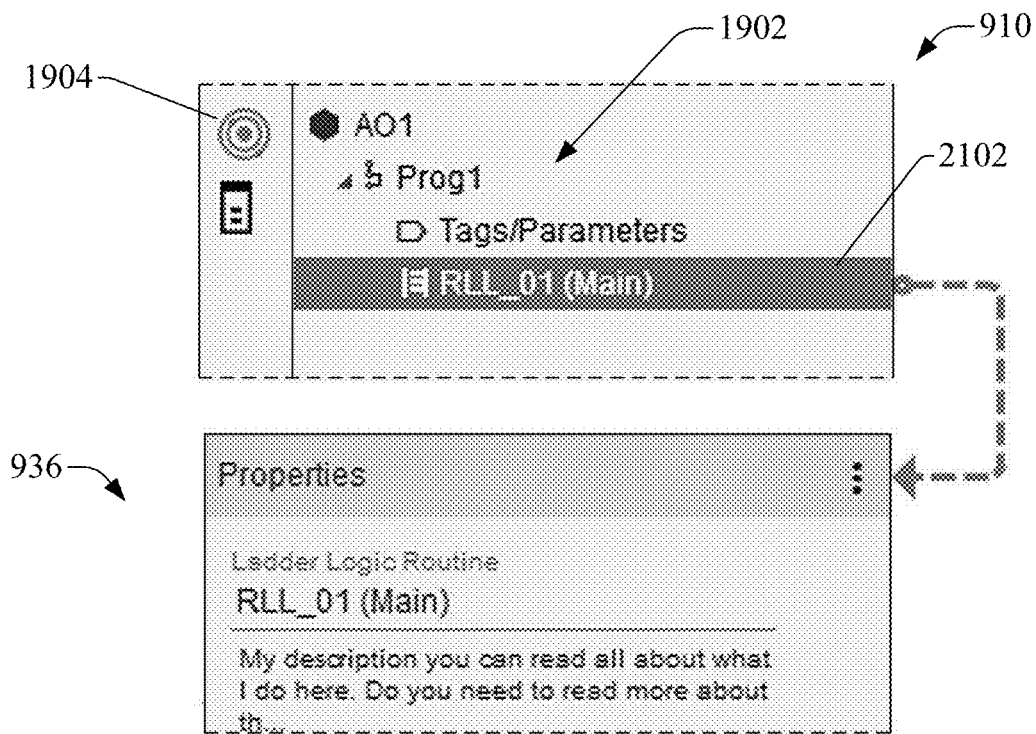 1902
910
1904
AO1
Prog1
2102
Tags/Parameters
RLL_01 (Main)
936
Properties
Ladder Logic Routine
RLL_01 (Main)
My description you can read all about what
I do here. Do you need to read more about
th...